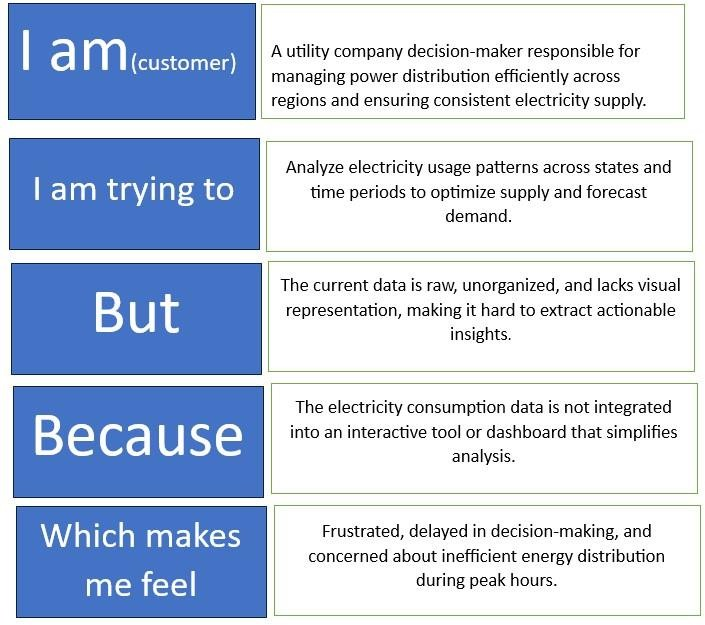 I am (customer)
A utility company decision-maker responsible for
managing power distribution efficiently across
regions and ensuring consistent electricity supply.
I am trying to
Analyze electricity usage patterns across states and
time periods to optimize supply and forecast
demand.
But
The current data is raw, unorganized, and lacks visual
representation, making it hard to extract actionable
insights.
Because
The electricity consumption data is not integrated
into an interactive tool or dashboard that simplifies
analysis.
Which makes
me feel
Frustrated, delayed in decision-making, and
concerned about inefficient energy distribution
during peak hours.